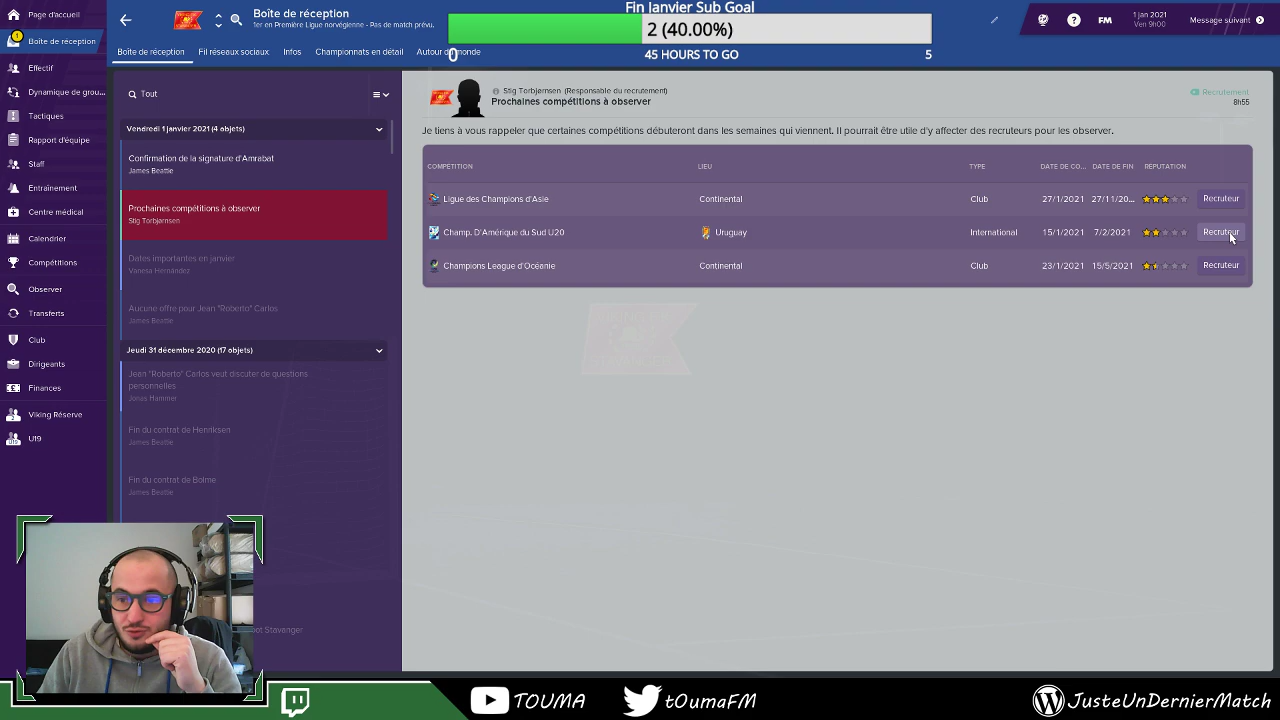 Page d'accueil
1
Boîte de réception
Effectif
Dynamique de grou...
Tactiques
Rapport d'équipe
Staff
Entraînement
Centre médical
Calendrier
Compétitions
Observer
Transferts
Club
Dirigeants
Finances
Viking Réserve
U19
Boîte de réception
1er en Première Ligue norvégienne - Pas de match prévu.
Boîte de réception
Fil réseaux sociaux
Infos
Championnats en détail
Autour du monde
Fin Janvier Sub Goal
2 (40.00%)
0
45 HOURS TO GO
5
FM
1 jan 2021
Ven 9h00
Message suivant
Tout
Vendredi 1 janvier 2021 (4 objets)
Confirmation de la signature d'Amrabat
James Beattie
Prochaines compétitions à observer
Stig Torbjørnsen
Dates importantes en janvier
Vanesa Hernández
Aucune offre pour Jean "Roberto" Carlos
James Beattie
Jeudi 31 décembre 2020 (17 objets)
Jean "Roberto" Carlos veut discuter de questions
personnelles
Jonas Hammer
Fin du contrat de Henriksen
James Beattie
Fin du contrat de Bolme
James Beattie
Stavanger
Stig Torbjørnsen (Responsable du recrutement)
Prochaines compétitions à observer
Recrutement
8h55
Je tiens à vous rappeler que certaines compétitions débuteront dans les semaines qui viennent. Il pourrait être utile d'y affecter des recruteurs pour les observer.
COMPÉTITION LIEU TYPE DATE DE CO... DATE DE FIN RÉPUTATION
Ligue des Champions d'Asie Continental Club 27/1/2021 27/11/20... Recruteur
Champ. D'Amérique du Sud U20 Uruguay International 15/1/2021 7/2/2021 Recruteur
Champions League d'Océanie Continental Club 23/1/2021 15/5/2021 Recruteur
TOUMA
tOumaFM
JusteUnDernierMatch